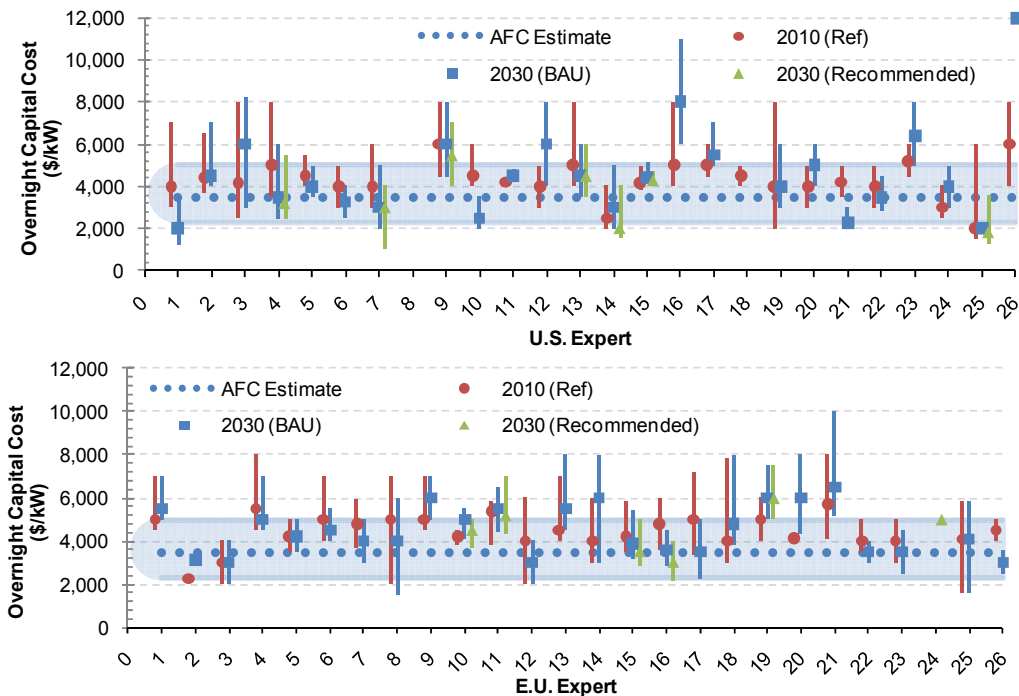 Overnight Capital Cost
($/kW)
12,000
10,000
8,000
6,000
4,000
2,000
0
AFC Estimate
2010 (Ref)
2030 (BAU)
2030 (Recommended)
0 1 2 3 4 5 6 7 8 9 10 11 12 13 14 15 16 17 18 19 20 21 22 23 24 25 26
U.S. Expert
Overnight Capital Cost
($/kW)
12,000
10,000
8,000
6,000
4,000
2,000
0
AFC Estimate
2010 (Ref)
2030 (BAU)
2030 (Recommended)
0 1 2 3 4 5 6 7 8 9 10 11 12 13 14 15 16 17 18 19 20 21 22 23 24 25 26
E.U. Expert